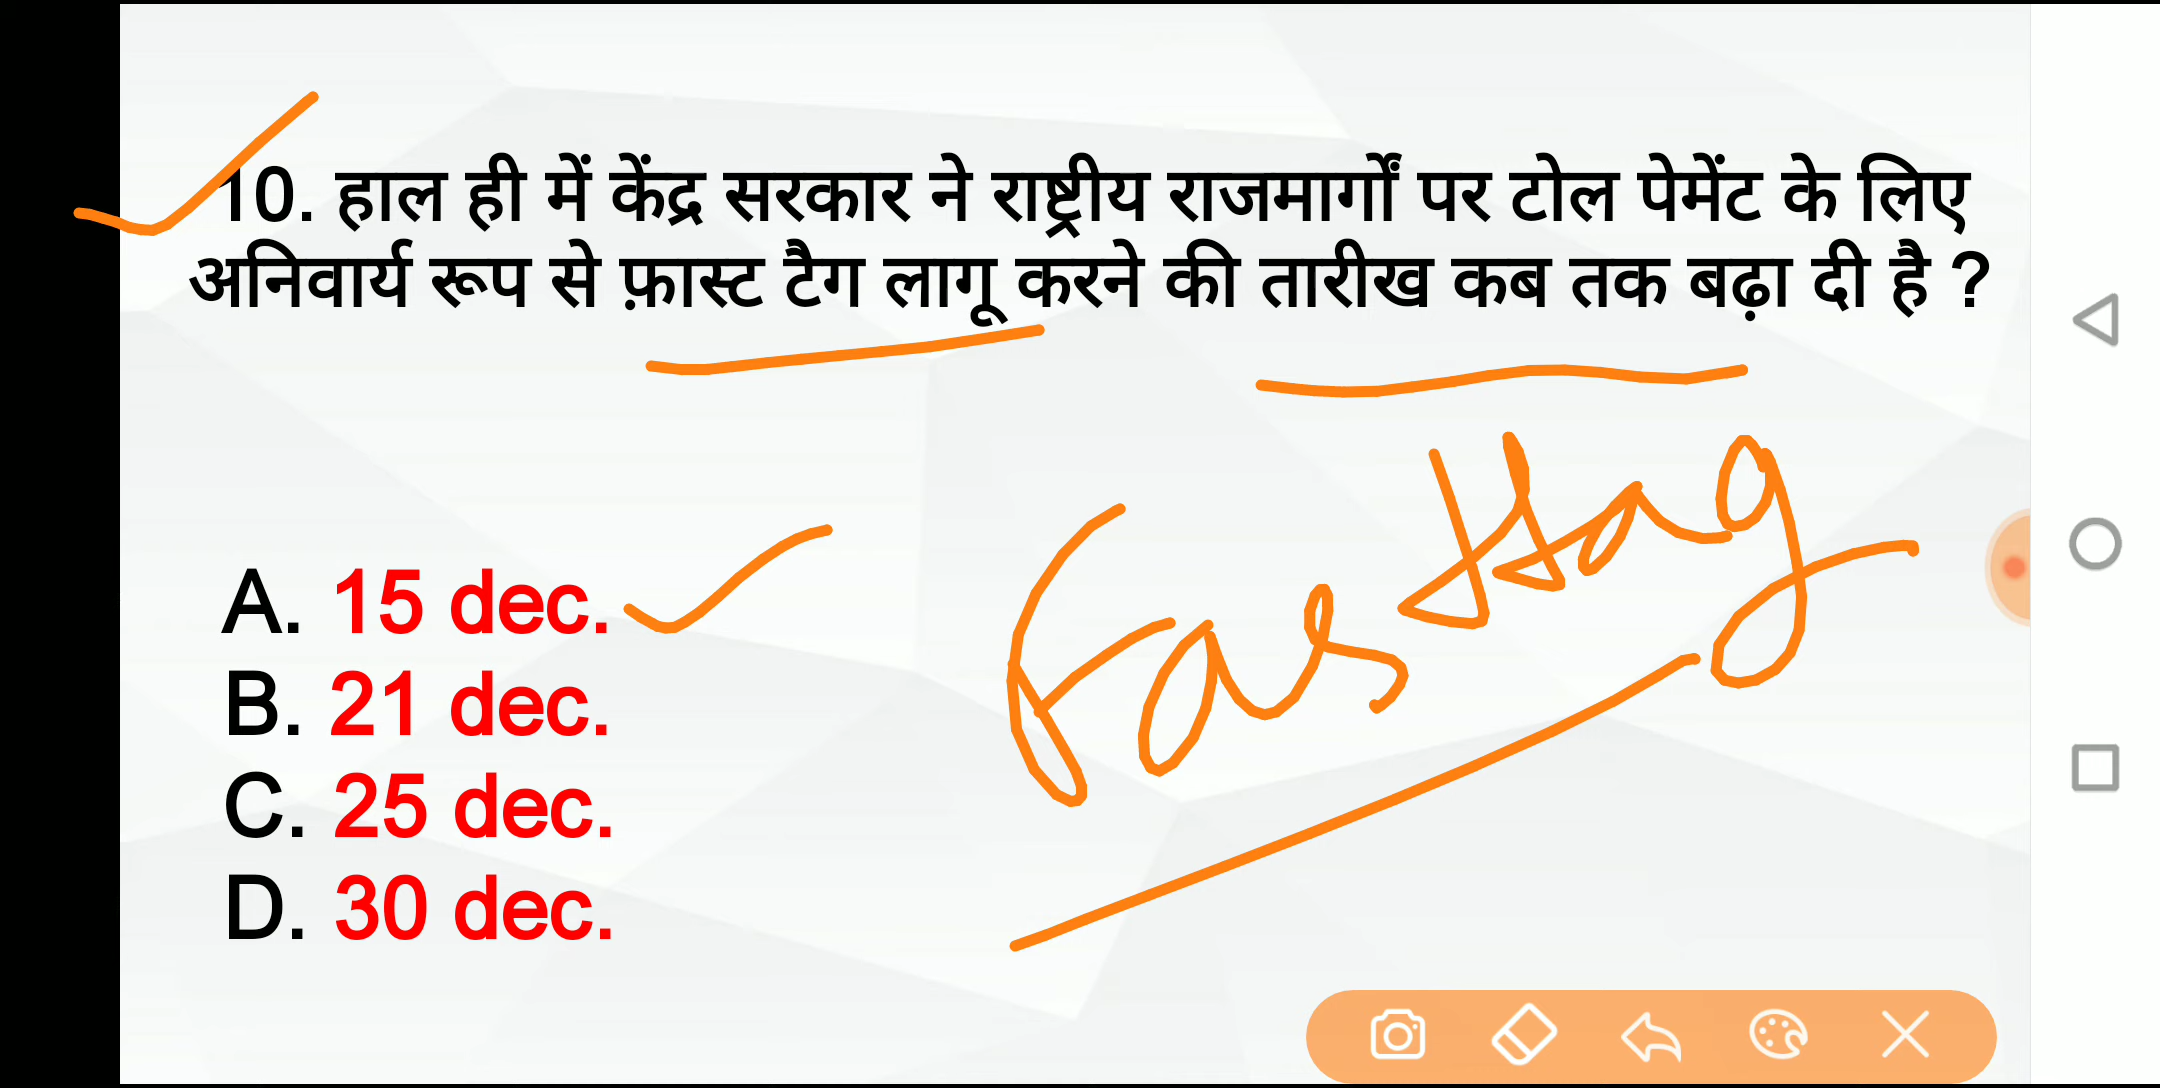 10. हाल ही में केंद्र सरकार ने राष्ट्रीय राजमार्गों पर टोल पेमेंट के लिए
अनिवार्य रूप से फ़ास्ट टैग लागू करने की तारीख कब तक बढ़ा दी है ?
Fastag
A. 15 dec.
B. 21 dec.
C. 25 dec.
D. 30 dec.